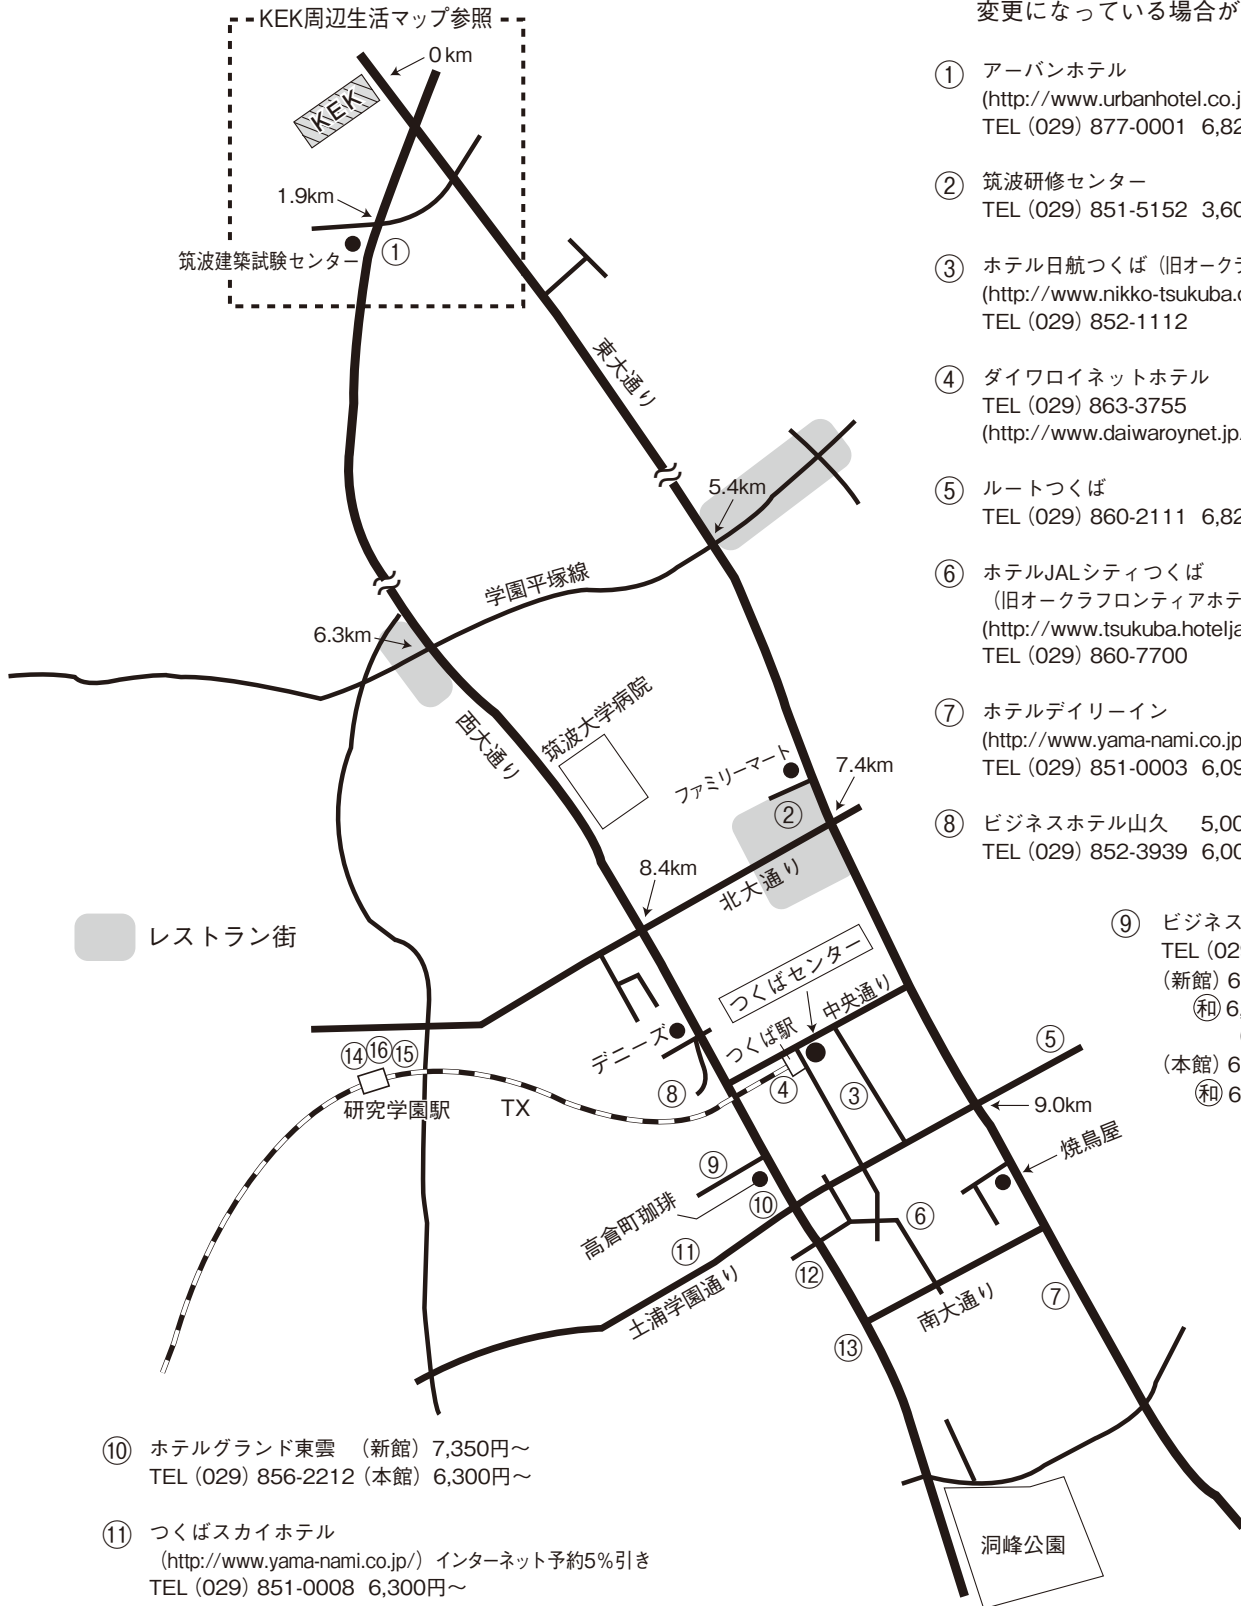 変更になっている場合が
KEK周辺生活マップ参照
0km
KEK
1.9km
筑波建築試験センター
①
東大通り
5.4km
学園平塚線
6.3km
西大通り
筑波大学病院
ファミリーマート
7.4km
②
8.4km
北大通り
レストラン街
つくばセンター
中央通り
つくば駅
デニーズ
⑤
⑭⑯⑮
④
③
⑧
研究学園駅
TX
9.0km
焼鳥屋
⑨
⑩
高倉町珈琲
⑥
⑪
⑫
土浦学園通り
南大通り
⑦
⑬
洞峰公園
① アーバンホテル
(http://www.urbanhotel.co.j
TEL (029) 877-0001 6,82
② 筑波研修センター
TEL (029) 851-5152 3,60
③ ホテル日航つくば（旧オークラ
(http://www.nikko-tsukuba.c
TEL (029) 852-1112
④ ダイワロイネットホテル
TEL (029) 863-3755
(http://www.daiwaroynet.jp.
⑤ ルートつくば
TEL (029) 860-2111 6,82
⑥ ホテルJALシティつくば
（旧オークラフロンティアホテ
(http://www.tsukuba.hotelja
TEL (029) 860-7700
⑦ ホテルデイリーイン
(http://www.yama-nami.co.jp
TEL (029) 851-0003 6,09
⑧ ビジネスホテル山久 5,00
TEL (029) 852-3939 6,00
⑨ ビジネス
TEL (029
（新館）6
㊒和 6,
（本館）6
和 6
⑩ ホテルグランド東雲 （新館）7,350円～
TEL (029) 856-2212（本館）6,300円～
⑪ つくばスカイホテル
（http://www.yama-nami.co.jp/）インターネット予約5%引き
TEL (029) 851-0008 6,300円～